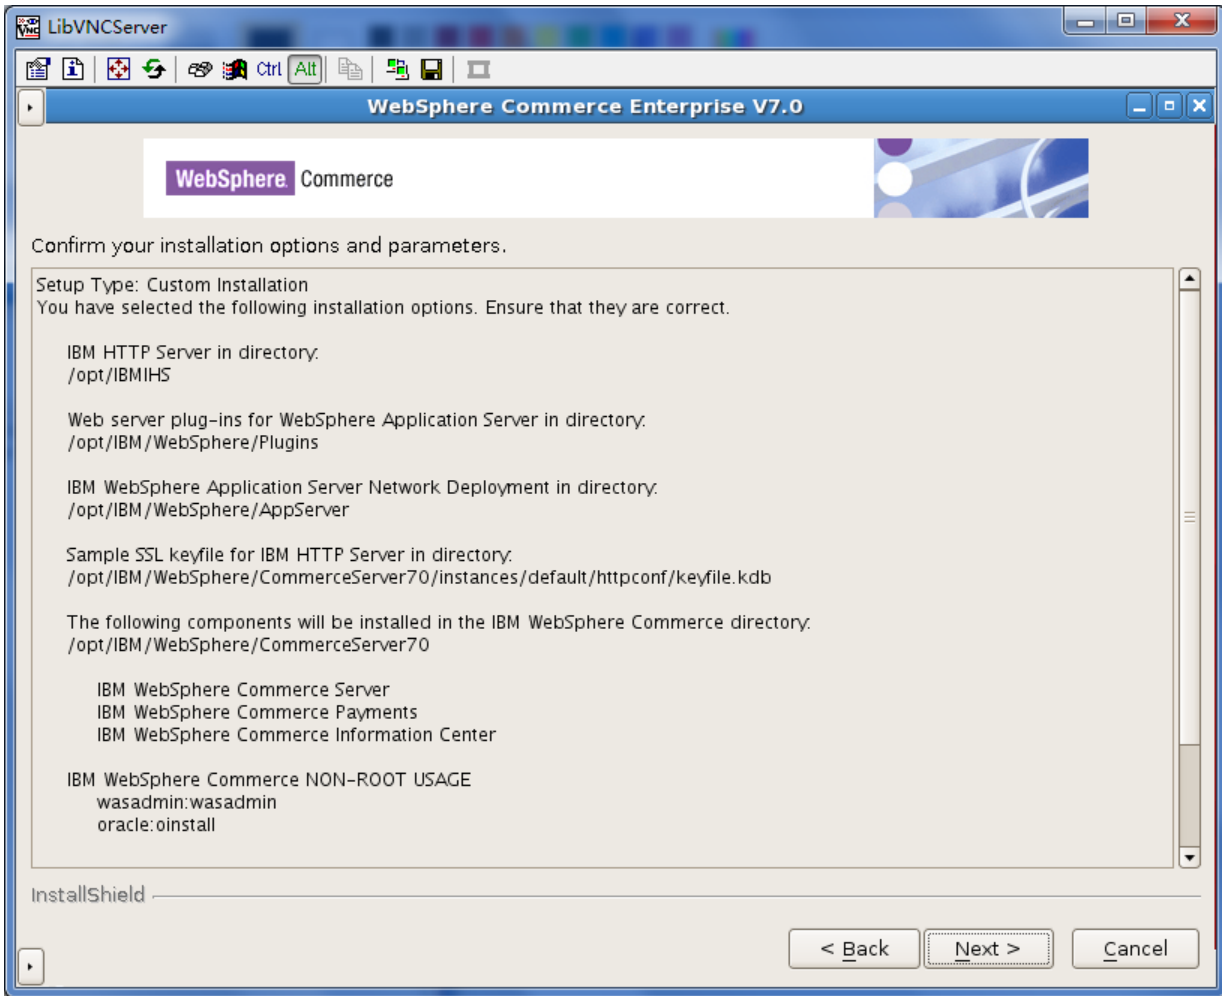 LibVNCServer
Ctrl Alt
WebSphere Commerce Enterprise V7.0
WebSphere. Commerce
Confirm your installation options and parameters.
Setup Type: Custom Installation
You have selected the following installation options. Ensure that they are correct.
IBM HTTP Server in directory:
/opt/IBMIHS
Web server plug-ins for WebSphere Application Server in directory:
/opt/IBM/WebSphere/Plugins
IBM WebSphere Application Server Network Deployment in directory:
/opt/IBM/WebSphere/AppServer
Sample SSL keyfile for IBM HTTP Server in directory:
/opt/IBM/WebSphere/CommerceServer70/instances/default/httpconf/keyfile.kdb
The following components will be installed in the IBM WebSphere Commerce directory:
/opt/IBM/WebSphere/CommerceServer70
IBM WebSphere Commerce Server
IBM WebSphere Commerce Payments
IBM WebSphere Commerce Information Center
IBM WebSphere Commerce NON-ROOT USAGE
wasadmin:wasadmin
oracle:oinstall
InstallShield
< Back Next > Cancel